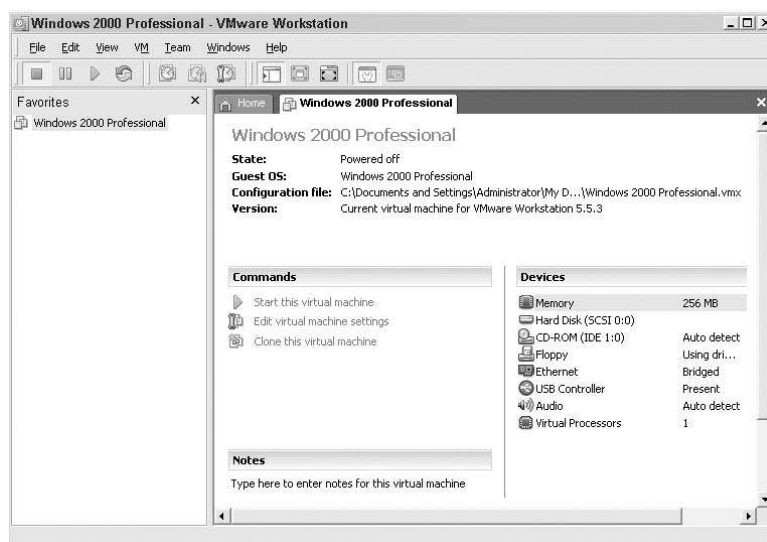 Windows 2000 Professional - VMware Workstation
File Edit View VM Team Windows Help
Favorites
Windows 2000 Professional
Home
Windows 2000 Professional
Windows 2000 Professional
State: Powered off
Guest OS: Windows 2000 Professional
Configuration file: C:\Documents and Settings\Administrator\My D...\Windows 2000 Professional.vmx
Version: Current virtual machine for VMware Workstation 5.5.3
Commands
Start this virtual machine
Edit virtual machine settings
Clone this virtual machine
Devices
Memory 256 MB
Hard Disk (SCSI 0:0)
CD-ROM (IDE 1:0) Auto detect
Floppy Using dri...
Ethernet Bridged
USB Controller Present
Audio Auto detect
Virtual Processors 1
Notes
Type here to enter notes for this virtual machine